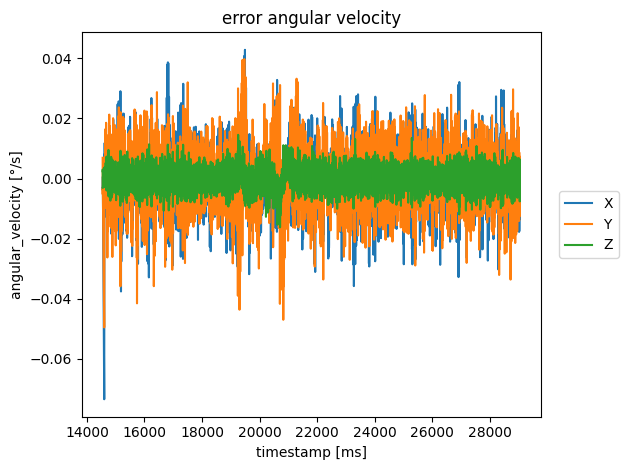 error angular velocity
angular_velocity [°/s]
0.04
0.02
0.00
−0.02
−0.04
−0.06
14000 16000 18000 20000 22000 24000 26000 28000
timestamp [ms]
X
Y
Z